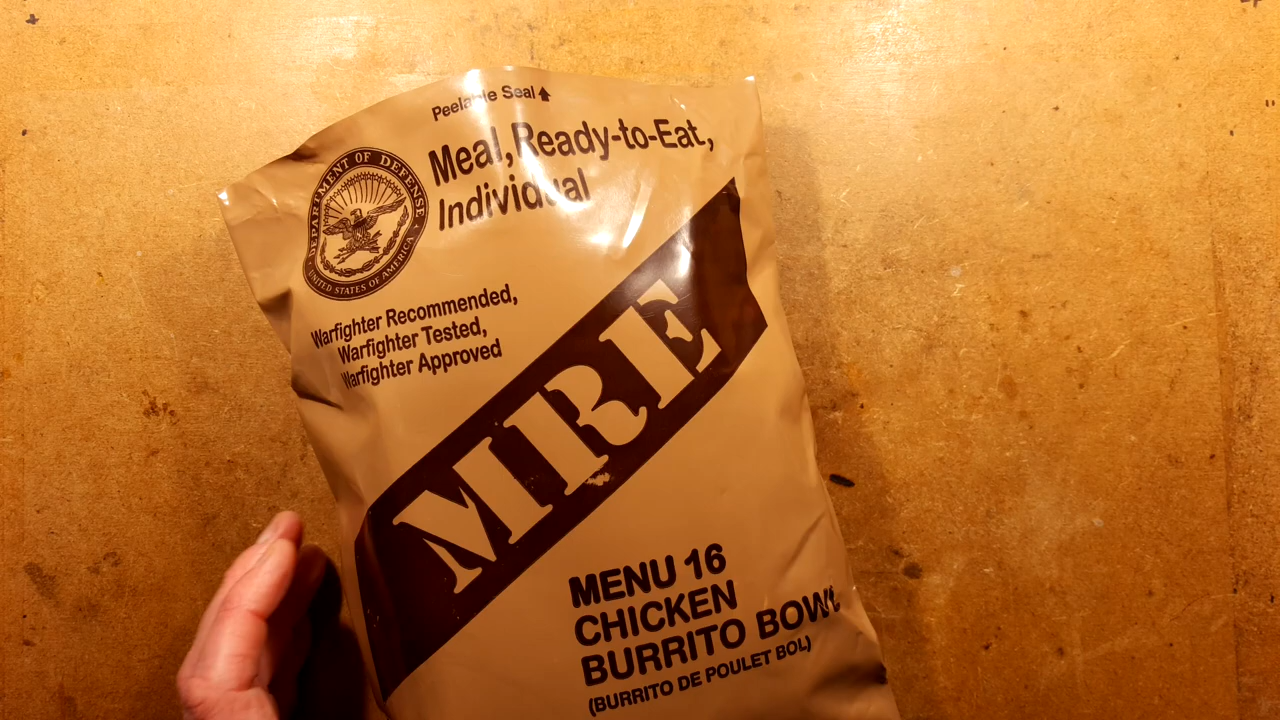 Peelable Seal
Meal, Ready-to-Eat,
Individual
DEPARTMENT OF DEFENSE
UNITED STATES OF AMERICA
Warfighter Recommended,
Warfighter Tested,
Warfighter Approved
MRE
MENU 16
CHICKEN
BURRITO BOWL
(BURRITO DE POULET BOL)